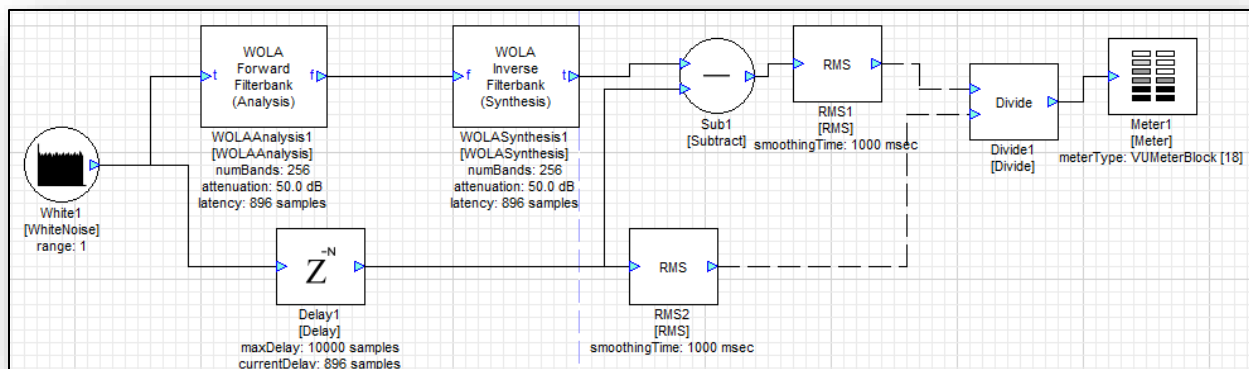 WOLA
Forward
Filterbank
(Analysis)
t
f
WOLAAnalysis1
[WOLAAnalysis]
numBands: 256
attenuation: 50.0 dB
latency: 896 samples
WOLA
Inverse
Filterbank
(Synthesis)
f
t
WOLASynthesis1
[WOLASynthesis]
numBands: 256
attenuation: 50.0 dB
latency: 896 samples
Sub1
[Subtract]
RMS
RMS1
[RMS]
smoothingTime: 1000 msec
Divide
Divide1
[Divide]
Meter1
[Meter]
meterType: VUMeterBlock [18]
White1
[WhiteNoise]
range: 1
Z-N
Delay1
[Delay]
maxDelay: 10000 samples
currentDelay: 896 samples
RMS
RMS2
[RMS]
smoothingTime: 1000 msec